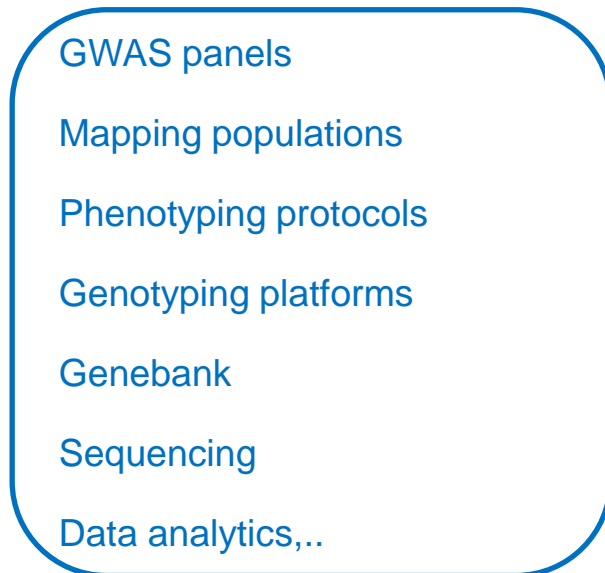 GWAS panels
Mapping populations
Phenotyping protocols
Genotyping platforms
Genebank
Sequencing
Data analytics,..